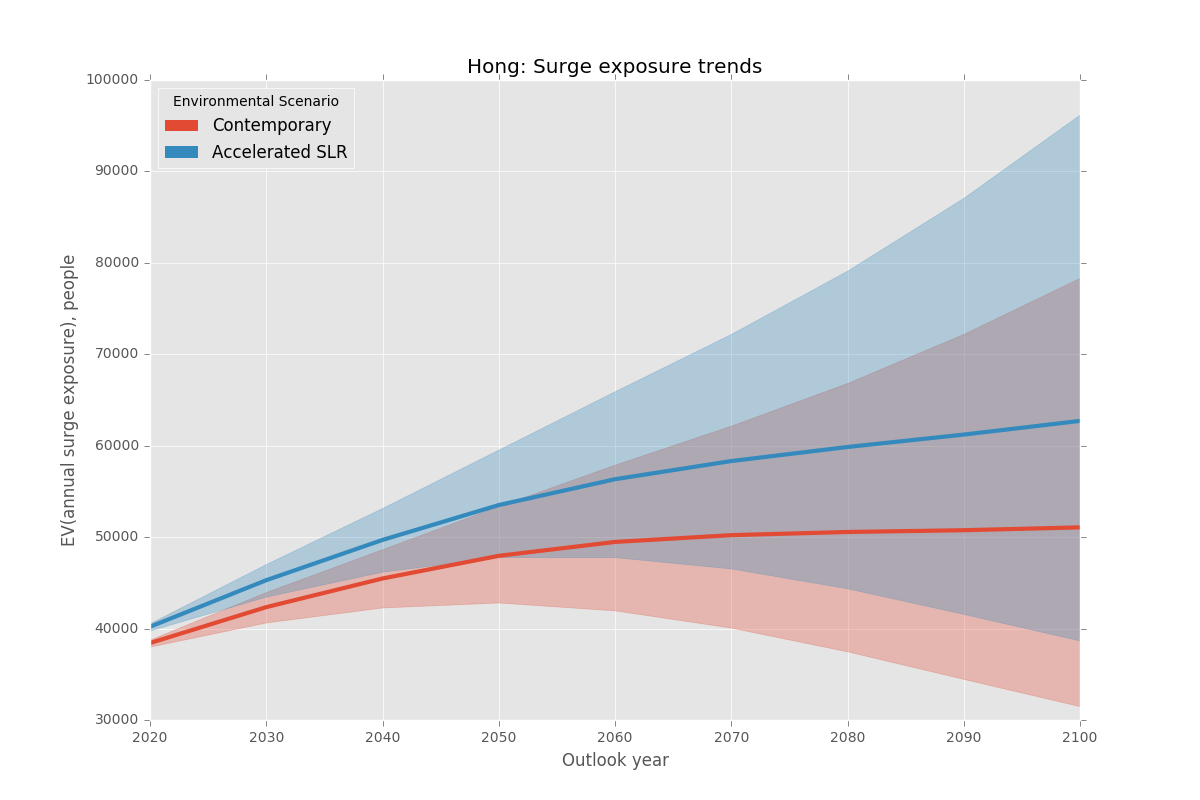 Hong: Surge exposure trends
Environmental Scenario
Contemporary
Accelerated SLR
EV(annual surge exposure), people
100000
90000
80000
70000
60000
50000
40000
30000
2020 2030 2040 2050 2060 2070 2080 2090 2100
Outlook year